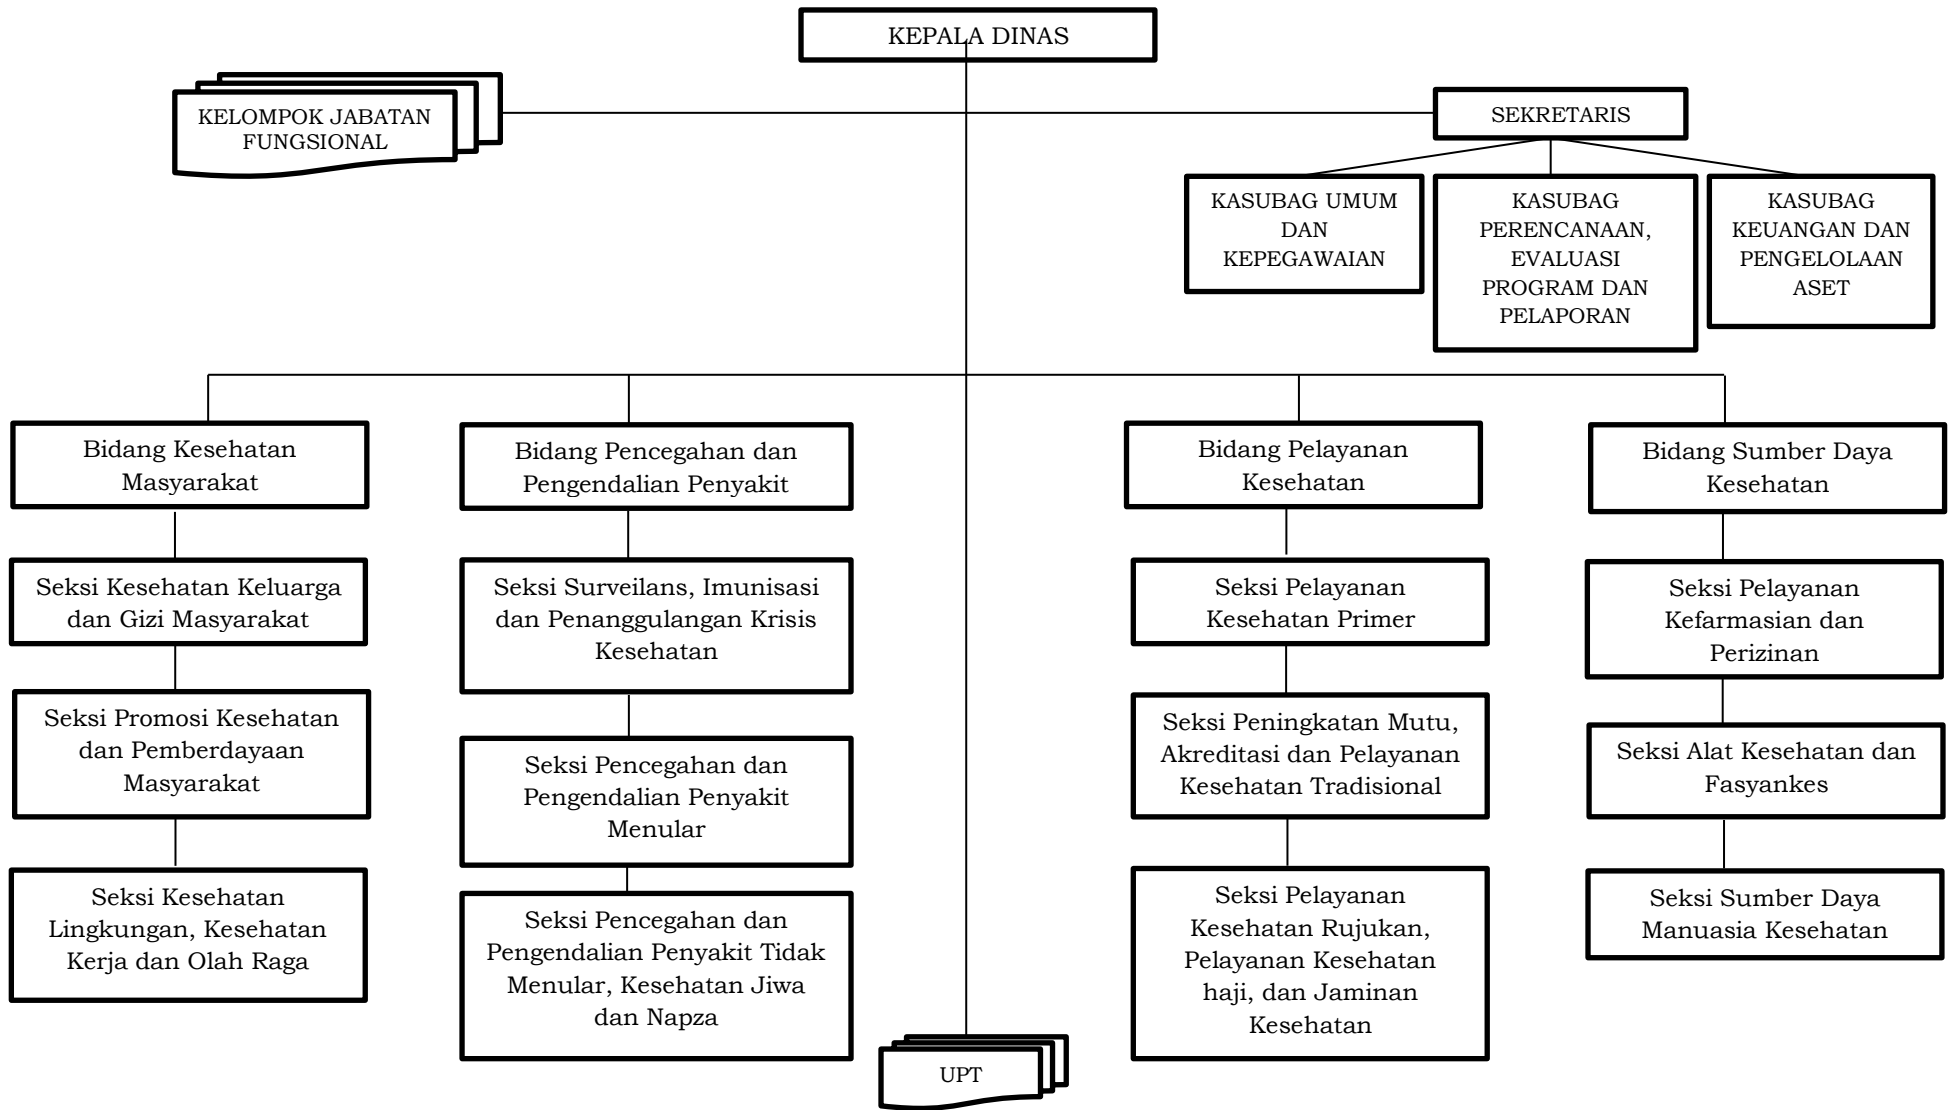 KEPALA DINAS
KELOMPOK JABATAN
FUNGSIONAL
SEKRETARIS
KASUBAG UMUM
DAN
KEPEGAWAIAN
KASUBAG
PERENCANAAN,
EVALUASI
PROGRAM DAN
PELAPORAN
KASUBAG
KEUANGAN DAN
PENGELOLAAN
ASET
Bidang Kesehatan
Masyarakat
Seksi Kesehatan Keluarga
dan Gizi Masyarakat
Seksi Promosi Kesehatan
dan Pemberdayaan
Masyarakat
Seksi Kesehatan
Lingkungan, Kesehatan
Kerja dan Olah Raga
Bidang Pencegahan dan
Pengendalian Penyakit
Seksi Surveilans, Imunisasi
dan Penanggulangan Krisis
Kesehatan
Seksi Pencegahan dan
Pengendalian Penyakit
Menular
Seksi Pencegahan dan
Pengendalian Penyakit Tidak
Menular, Kesehatan Jiwa
dan Napza
Bidang Pelayanan
Kesehatan
Seksi Pelayanan
Kesehatan Primer
Seksi Peningkatan Mutu,
Akreditasi dan Pelayanan
Kesehatan Tradisional
Seksi Pelayanan
Kesehatan Rujukan,
Pelayanan Kesehatan
haji, dan Jaminan
Kesehatan
Bidang Sumber Daya
Kesehatan
Seksi Pelayanan
Kefarmasian dan
Perizinan
Seksi Alat Kesehatan dan
Fasyankes
Seksi Sumber Daya
Manuasia Kesehatan
UPT